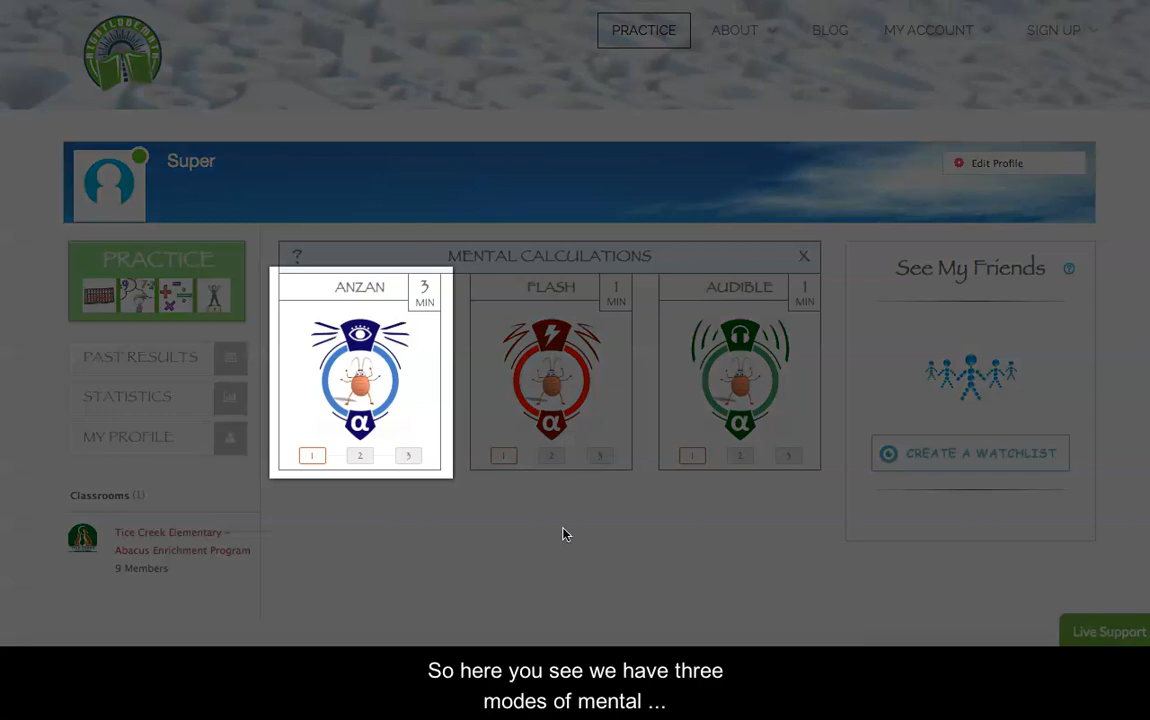 RIGHTLOBEMATH
PRACTICE
ABOUT
BLOG
MY ACCOUNT
SIGN UP
Super
Edit Profile
PRACTICE
PAST RESULTS
STATISTICS
MY PROFILE
Classrooms (1)
Tice Creek Elementary –
Abacus Enrichment Program
9 Members
? MENTAL CALCULATIONS X
ANZAN
3
MIN
α
1 2 3
FLASH
1
MIN
α
1 2 3
AUDIBLE
1
MIN
α
1 2 3
See My Friends ?
CREATE A WATCHLIST
Live Support
So here you see we have three
modes of mental ...